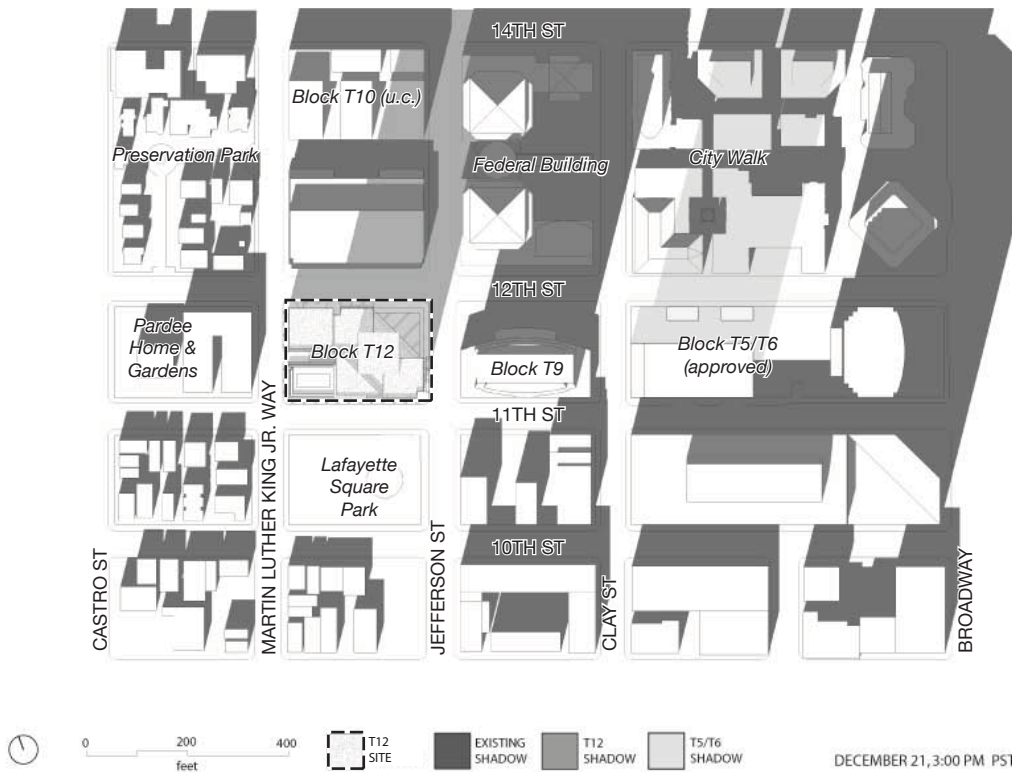 14TH ST
Block T10 (u.c.)
Preservation Park
Federal Building
City Walk
12TH ST
Pardee
Home &
Gardens
Block T12
Block T9
Block T5/T6
(approved)
11TH ST
Lafayette
Square
Park
10TH ST
CASTRO ST
MARTIN LUTHER KING JR. WAY
JEFFERSON ST
CLAY ST
BROADWAY
0 200 400
feet
T12
SITE
EXISTING
SHADOW
T12
SHADOW
T5/T6
SHADOW
DECEMBER 21, 3:00 PM PST